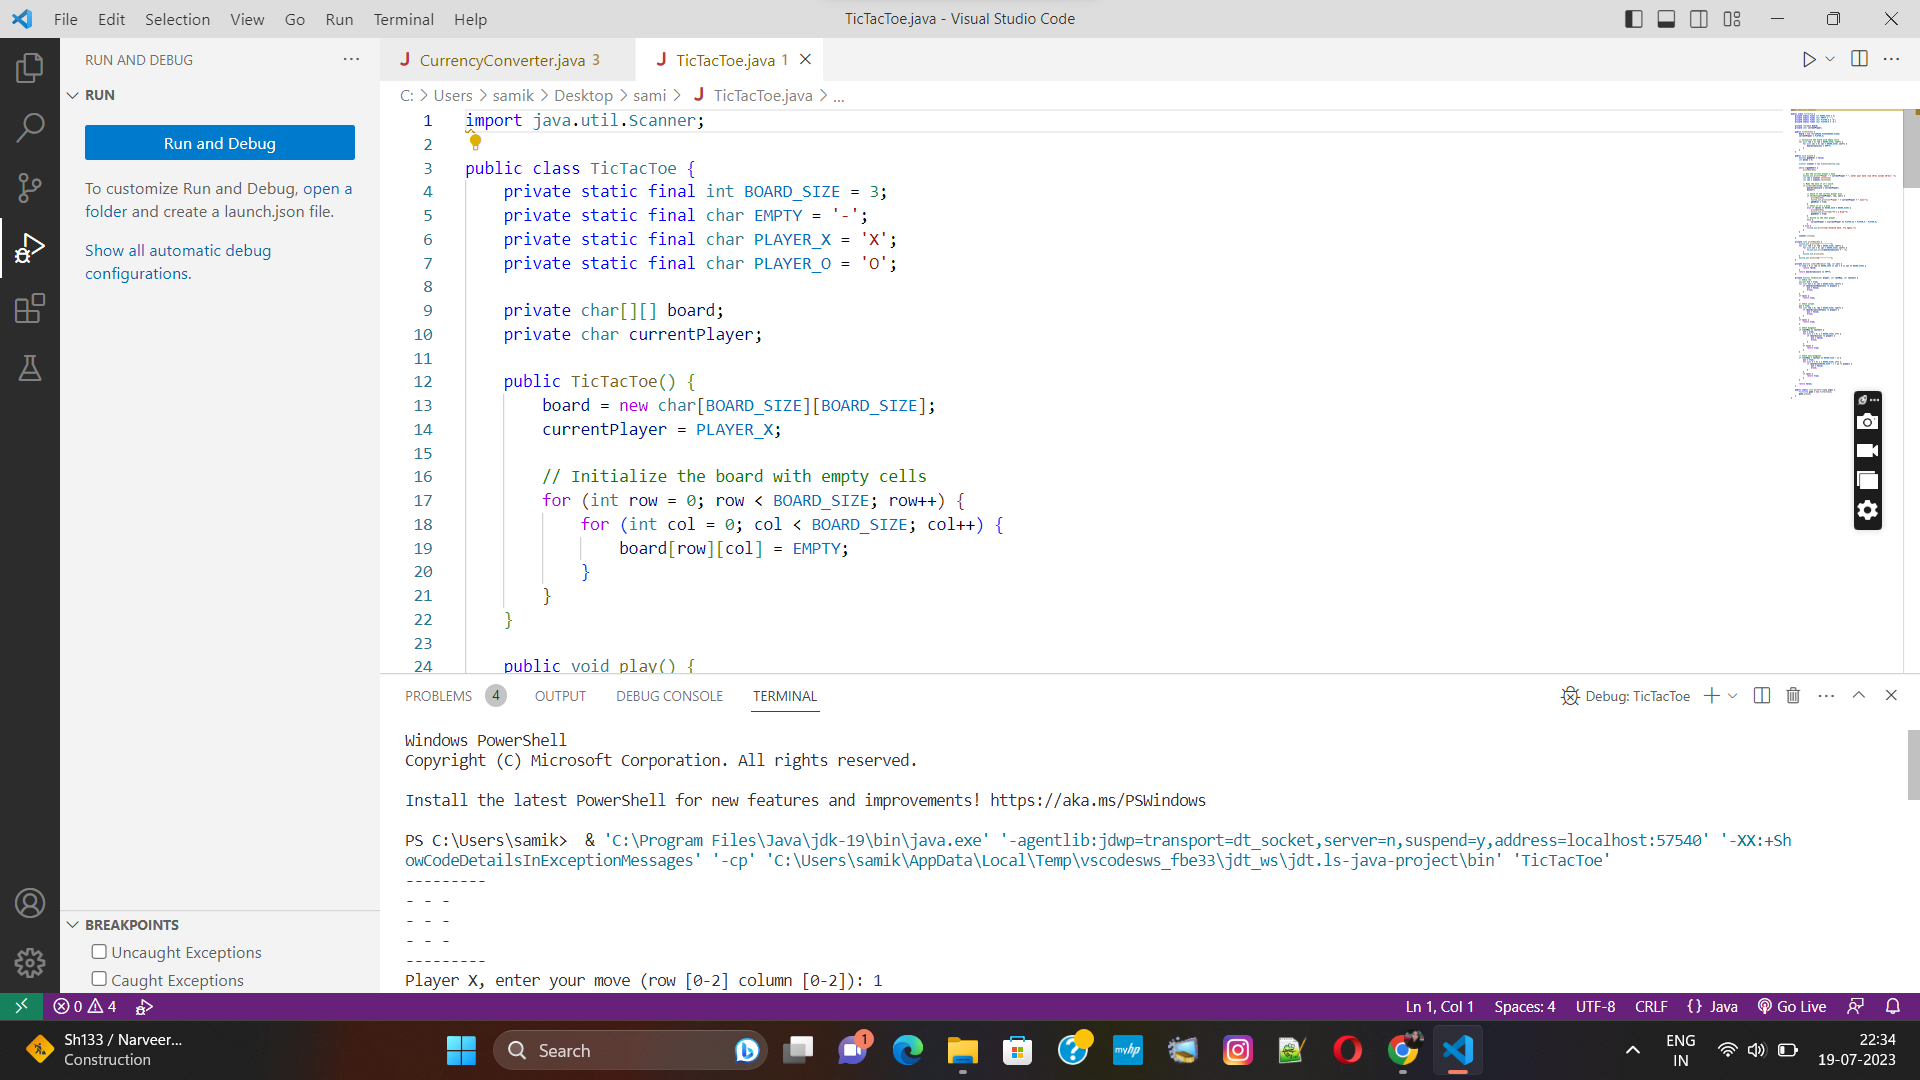 File Edit Selection View Go Run Terminal Help
TicTacToe.java - Visual Studio Code
RUN AND DEBUG
RUN
Run and Debug
To customize Run and Debug, open a
folder and create a launch.json file.
Show all automatic debug
configurations.
BREAKPOINTS
Uncaught Exceptions
Caught Exceptions
J CurrencyConverter.java 3
J TicTacToe.java 1
C: > Users > samik > Desktop > sami > J TicTacToe.java > ...
1 import java.util.Scanner;
2
3 public class TicTacToe {
4 private static final int BOARD_SIZE = 3;
5 private static final char EMPTY = '-';
6 private static final char PLAYER_X = 'X';
7 private static final char PLAYER_O = 'O';
8
9 private char[][] board;
10 private char currentPlayer;
11
12 public TicTacToe() {
13 board = new char[BOARD_SIZE][BOARD_SIZE];
14 currentPlayer = PLAYER_X;
15
16 // Initialize the board with empty cells
17 for (int row = 0; row < BOARD_SIZE; row++) {
18 for (int col = 0; col < BOARD_SIZE; col++) {
19 board[row][col] = EMPTY;
20 }
21 }
22 }
23
24 public void play() {
PROBLEMS 4 OUTPUT DEBUG CONSOLE TERMINAL
Debug: TicTacToe
Windows PowerShell
Copyright (C) Microsoft Corporation. All rights reserved.
Install the latest PowerShell for new features and improvements! https://aka.ms/PSWindows
PS C:\Users\samik>  & 'C:\Program Files\Java\jdk-19\bin\java.exe' '-agentlib:jdwp=transport=dt_socket,server=n,suspend=y,address=localhost:57540' '-XX:+Sh
owCodeDetailsInExceptionMessages' '-cp' 'C:\Users\samik\AppData\Local\Temp\vscodesws_fbe33\jdt_ws\jdt.ls-java-project\bin' 'TicTacToe'
---------
- - -
- - -
- - -
---------
Player X, enter your move (row [0-2] column [0-2]): 1
0 4
Ln 1, Col 1 Spaces: 4 UTF-8 CRLF {} Java Go Live
Sh133 / Narveer...
Construction
Search
1
myhp
ENG
IN
22:34
19-07-2023